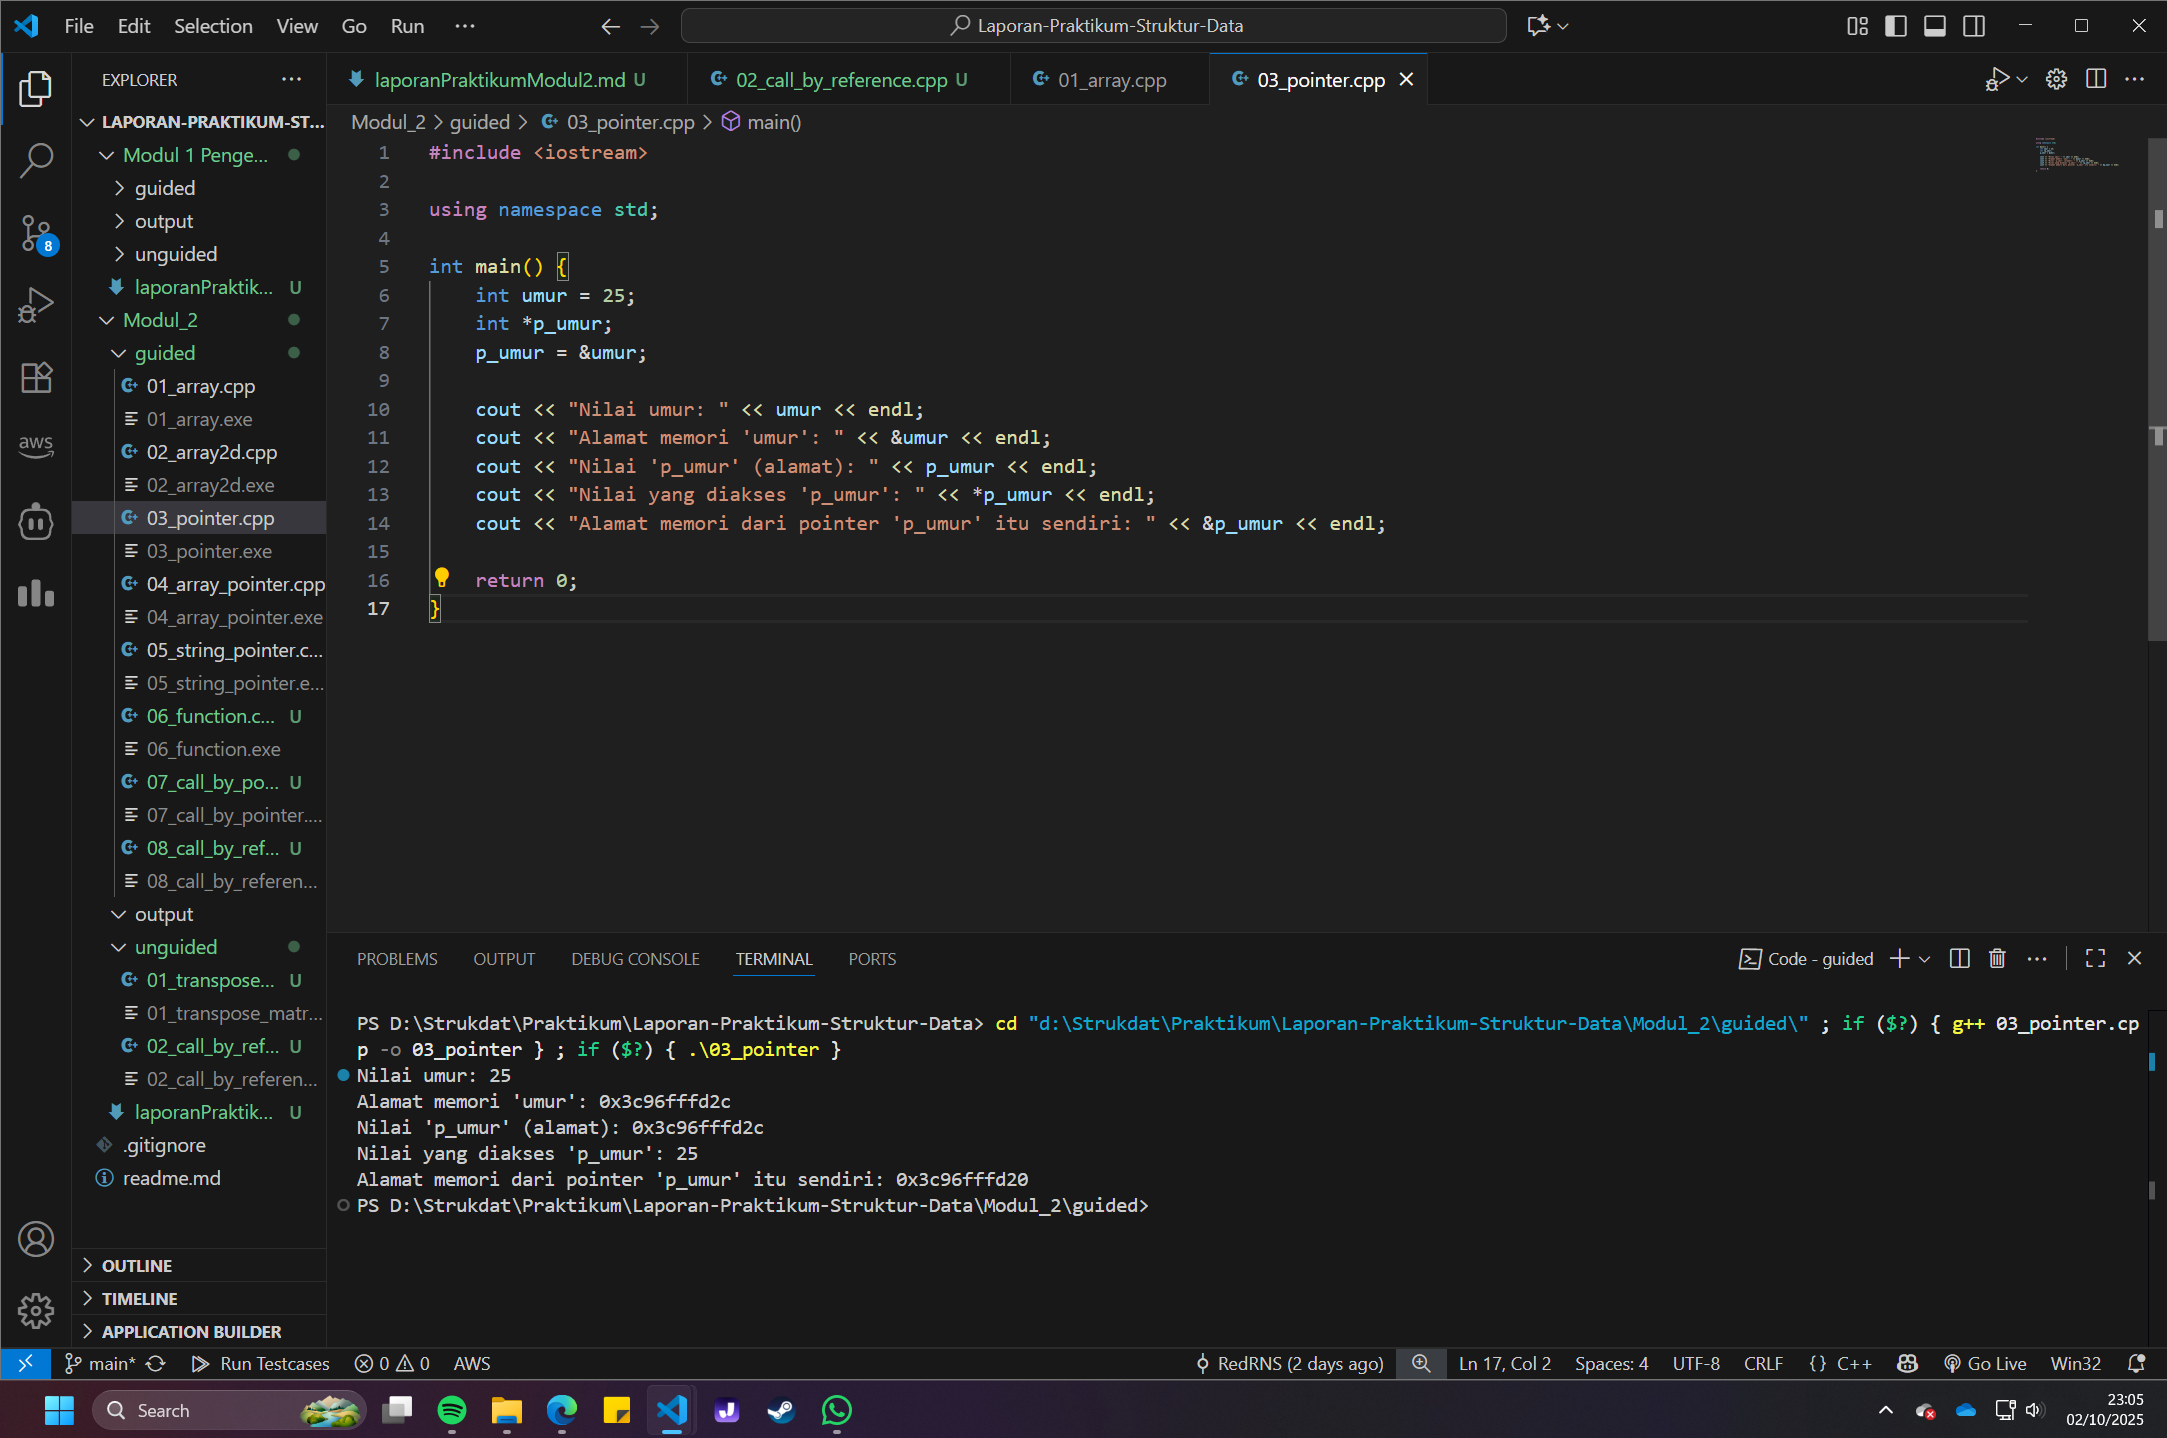 File Edit Selection View Go Run ··· Laporan-Praktikum-Struktur-Data
EXPLORER
LAPORAN-PRAKTIKUM-ST...
Modul 1 Penge...
guided
output
unguided
laporanPraktik... U
Modul_2
guided
01_array.cpp
01_array.exe
02_array2d.cpp
02_array2d.exe
03_pointer.cpp
03_pointer.exe
04_array_pointer.cpp
04_array_pointer.exe
05_string_pointer.c...
05_string_pointer.e...
06_function.c... U
06_function.exe
07_call_by_po... U
07_call_by_pointer....
08_call_by_ref... U
08_call_by_referen...
output
unguided
01_transpose... U
01_transpose_matr...
02_call_by_ref... U
02_call_by_referen...
laporanPraktik... U
.gitignore
readme.md
OUTLINE
TIMELINE
APPLICATION BUILDER
8
aws
laporanPraktikumModul2.md U 02_call_by_reference.cpp U 01_array.cpp 03_pointer.cpp
Modul_2 > guided > 03_pointer.cpp > main()
1 #include <iostream>
2
3 using namespace std;
4
5 int main() {
6 int umur = 25;
7 int *p_umur;
8 p_umur = &umur;
9
10 cout << "Nilai umur: " << umur << endl;
11 cout << "Alamat memori 'umur': " << &umur << endl;
12 cout << "Nilai 'p_umur' (alamat): " << p_umur << endl;
13 cout << "Nilai yang diakses 'p_umur': " << *p_umur << endl;
14 cout << "Alamat memori dari pointer 'p_umur' itu sendiri: " << &p_umur << endl;
15
16 return 0;
17 }
PROBLEMS OUTPUT DEBUG CONSOLE TERMINAL PORTS Code - guided
PS D:\Strukdat\Praktikum\Laporan-Praktikum-Struktur-Data> cd "d:\Strukdat\Praktikum\Laporan-Praktikum-Struktur-Data\Modul_2\guided\" ; if ($?) { g++ 03_pointer.cp
p -o 03_pointer } ; if ($?) { .\03_pointer }
Nilai umur: 25
Alamat memori 'umur': 0x3c96fffd2c
Nilai 'p_umur' (alamat): 0x3c96fffd2c
Nilai yang diakses 'p_umur': 25
Alamat memori dari pointer 'p_umur' itu sendiri: 0x3c96fffd20
PS D:\Strukdat\Praktikum\Laporan-Praktikum-Struktur-Data\Modul_2\guided>
main* Run Testcases 0 0 AWS RedRNS (2 days ago) Ln 17, Col 2 Spaces: 4 UTF-8 CRLF {} C++ Go Live Win32
Search
23:05
02/10/2025